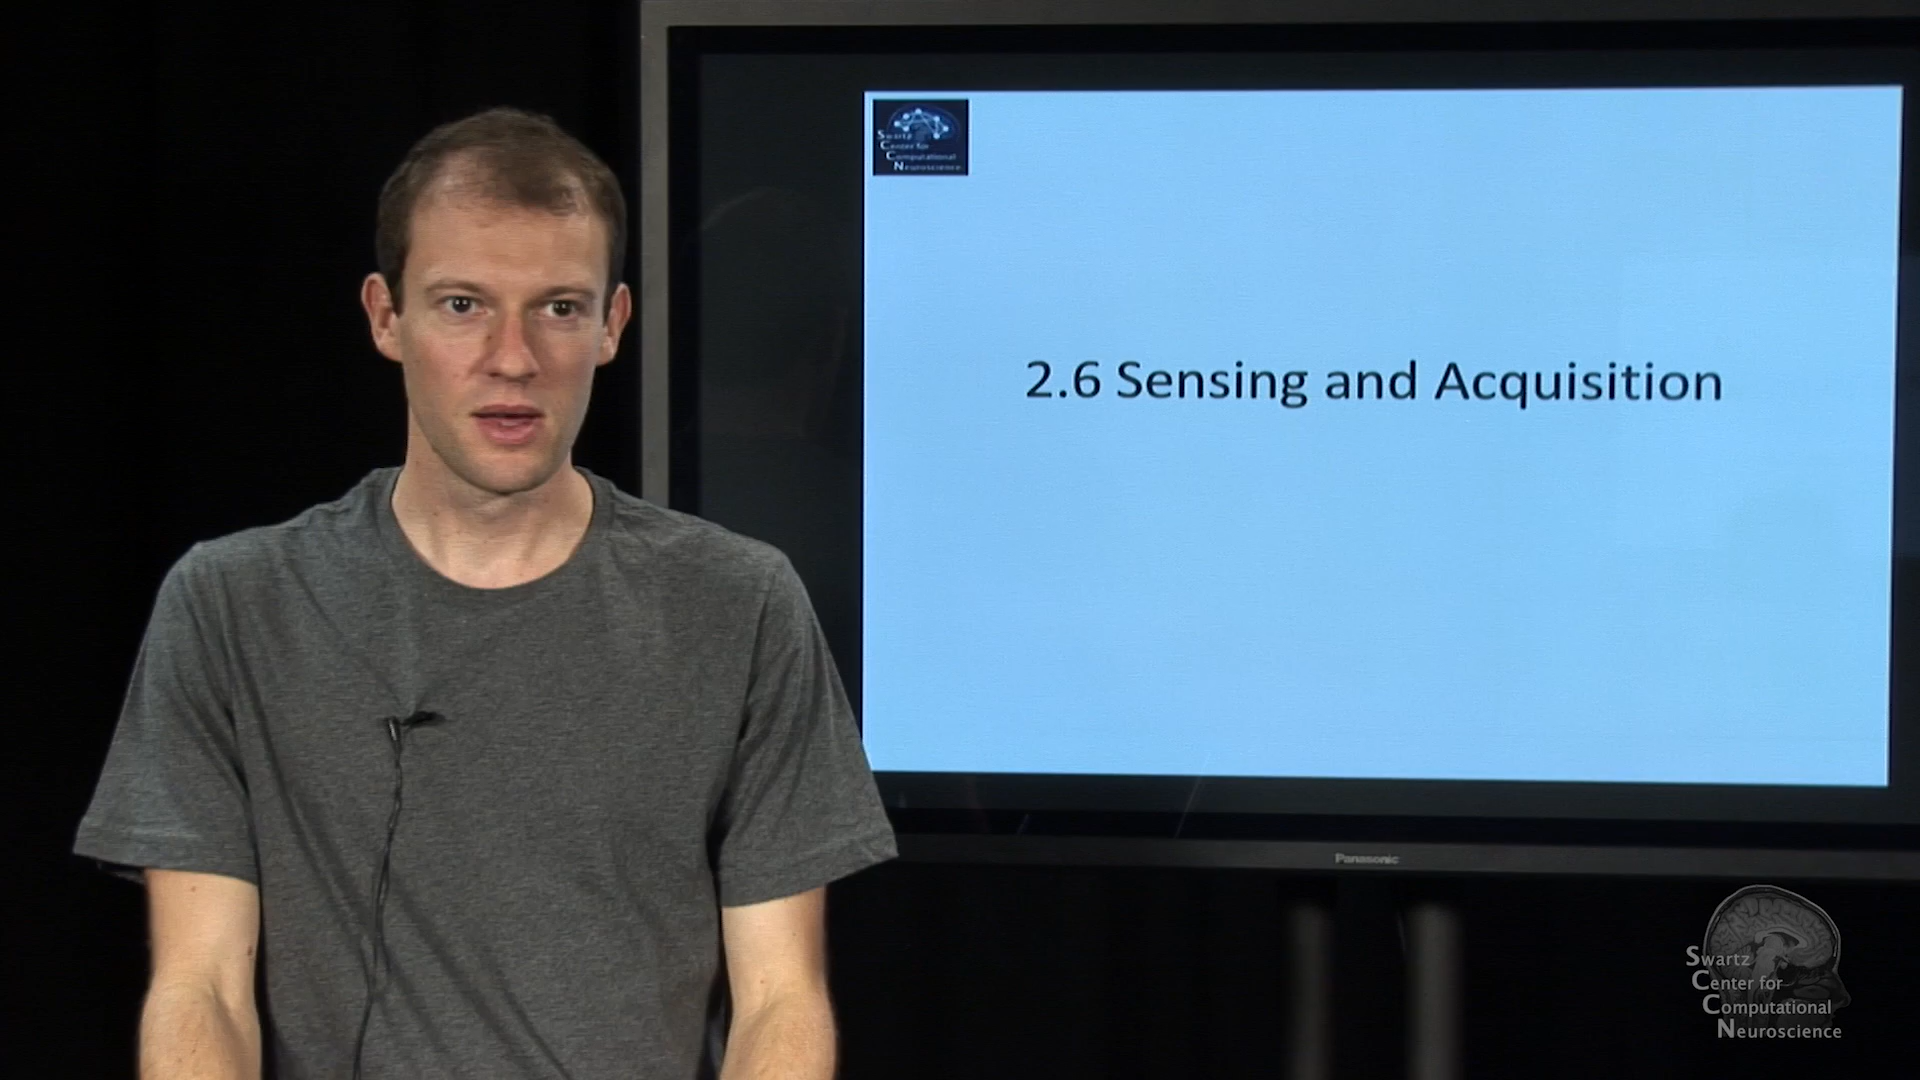 Swartz
Center for
Computational
Neuroscience
2.6 Sensing and Acquisition
Panasonic
Swartz
Center for
Computational
Neuroscience